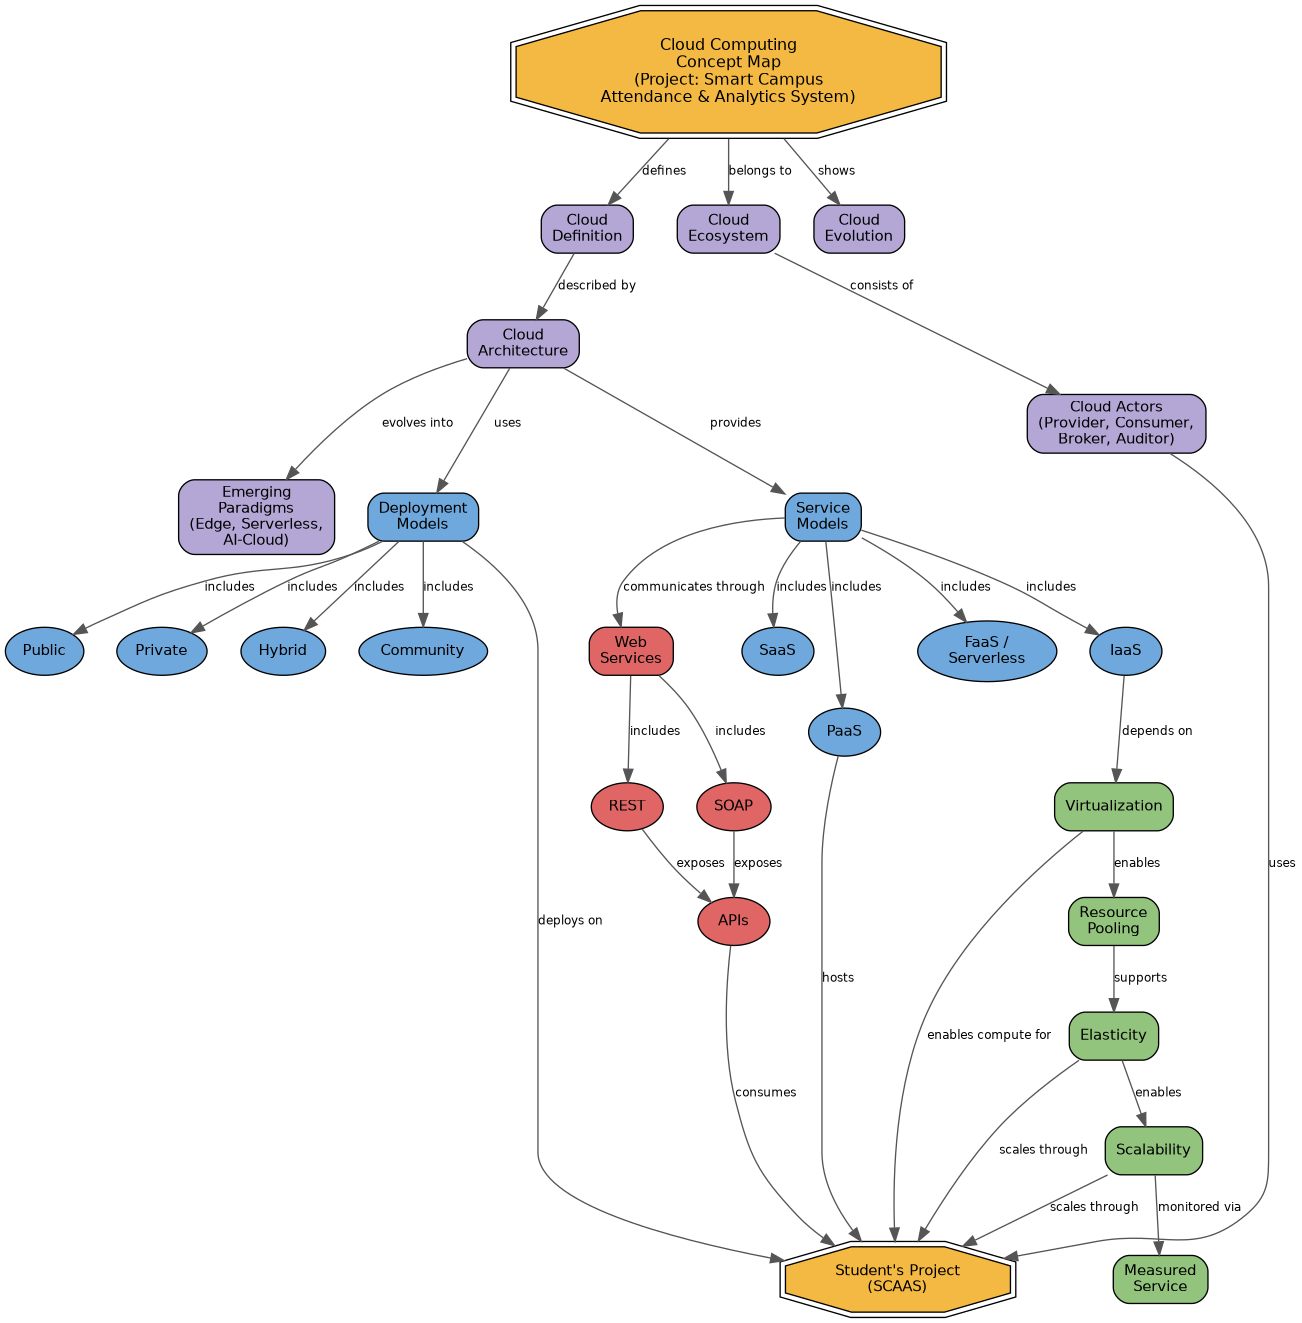 Cloud Computing
Concept Map
(Project: Smart Campus
Attendance & Analytics System)
defines
belongs to
shows
Cloud
Definition
Cloud
Ecosystem
Cloud
Evolution
described by
consists of
Cloud
Architecture
Cloud Actors
(Provider, Consumer,
Broker, Auditor)
evolves into
uses
provides
Emerging
Paradigms
(Edge, Serverless,
AI-Cloud)
Deployment
Models
Service
Models
includes
includes
includes
includes
communicates through
includes
includes
includes
includes
Public
Private
Hybrid
Community
Web
Services
SaaS
FaaS /
Serverless
IaaS
PaaS
includes
includes
depends on
REST
SOAP
Virtualization
exposes
exposes
enables
uses
deploys on
APIs
Resource
Pooling
hosts
supports
enables compute for
Elasticity
consumes
enables
scales through
Scalability
scales through
monitored via
Student's Project
(SCAAS)
Measured
Service